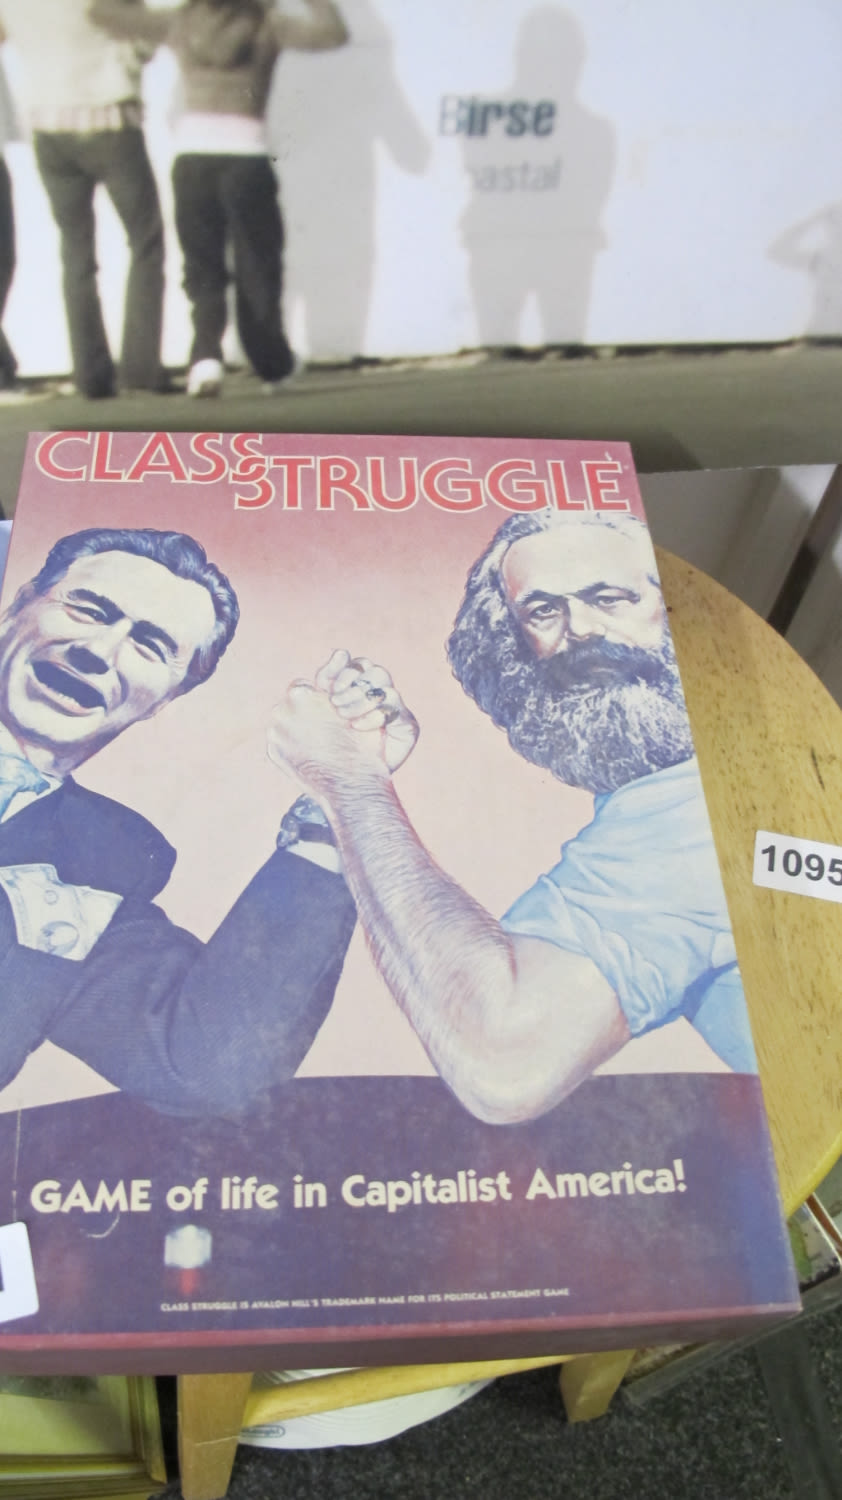 Birse
CLASS
STRUGGLE
1095
GAME of life in Capitalist America!
CLASS STRUGGLE IS AVALON HILL'S TRADEMARK NAME FOR ITS POLITICAL STATEMENT GAME